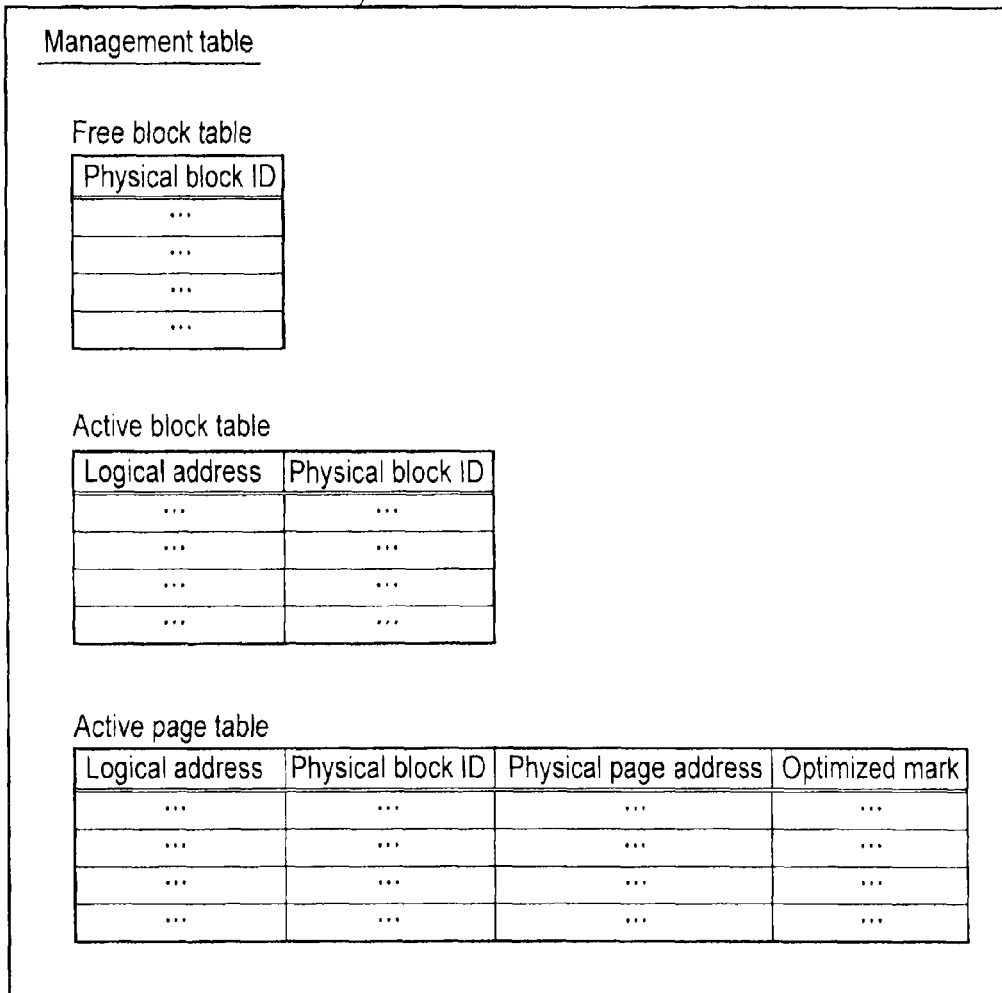 Management table
Free block table
Physical block ID
...
...
...
...
Active block table
Logical address Physical block ID
... ...
... ...
... ...
... ...
Active page table
Logical address Physical block ID Physical page address Optimized mark
... ... ... ...
... ... ... ...
... ... ... ...
... ... ... ...